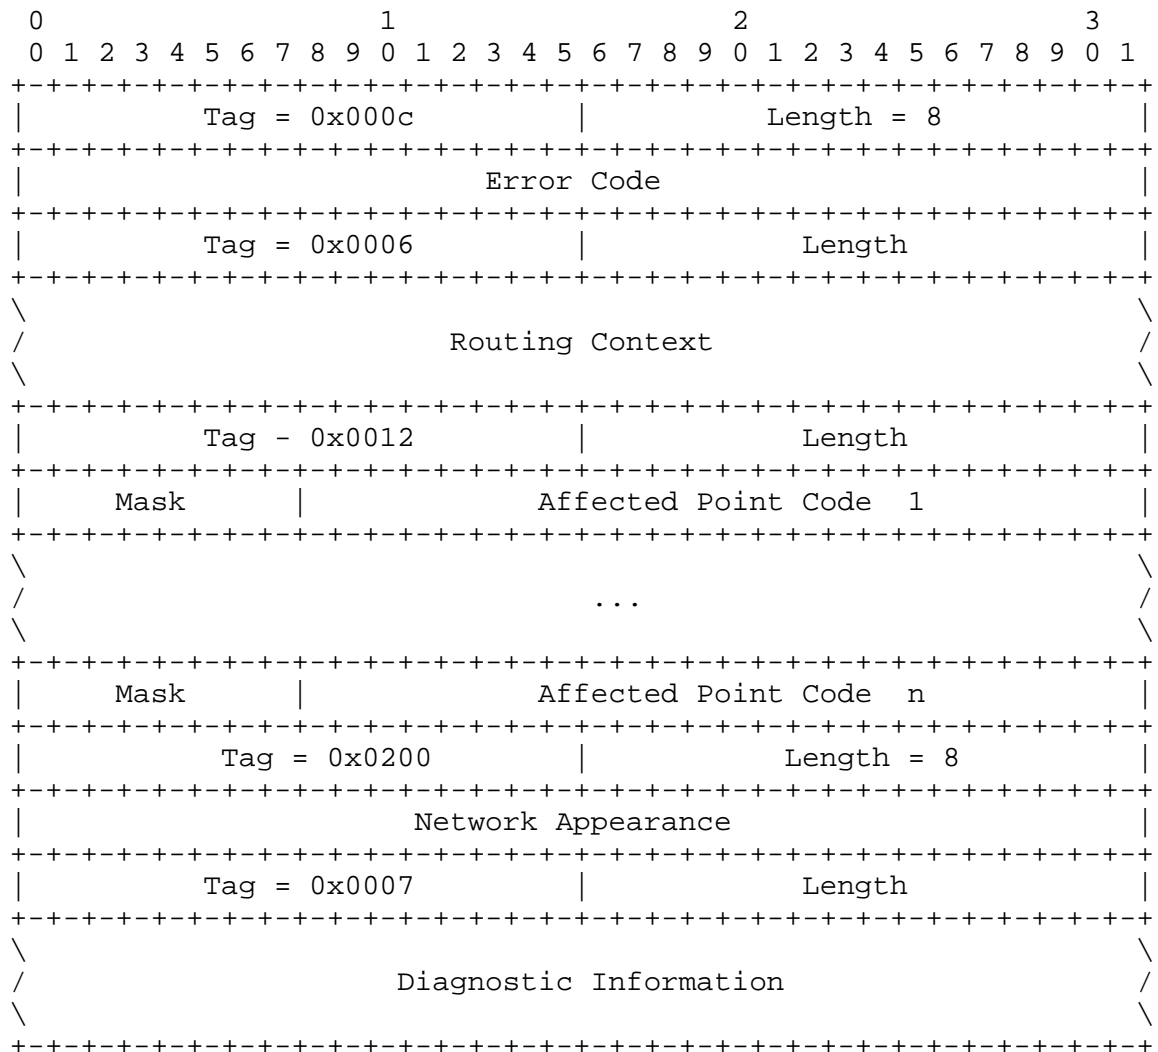 0                   1                   2                   3
 0 1 2 3 4 5 6 7 8 9 0 1 2 3 4 5 6 7 8 9 0 1 2 3 4 5 6 7 8 9 0 1
+-+-+-+-+-+-+-+-+-+-+-+-+-+-+-+-+-+-+-+-+-+-+-+-+-+-+-+-+-+-+-+-+
|          Tag = 0x000c         |          Length = 8           |
+-+-+-+-+-+-+-+-+-+-+-+-+-+-+-+-+-+-+-+-+-+-+-+-+-+-+-+-+-+-+-+-+
|                          Error Code                           |
+-+-+-+-+-+-+-+-+-+-+-+-+-+-+-+-+-+-+-+-+-+-+-+-+-+-+-+-+-+-+-+-+
|          Tag = 0x0006         |            Length             |
+-+-+-+-+-+-+-+-+-+-+-+-+-+-+-+-+-+-+-+-+-+-+-+-+-+-+-+-+-+-+-+-+
\                                                               \
/                        Routing Context                        /
\                                                               \
+-+-+-+-+-+-+-+-+-+-+-+-+-+-+-+-+-+-+-+-+-+-+-+-+-+-+-+-+-+-+-+-+
|          Tag - 0x0012         |            Length             |
+-+-+-+-+-+-+-+-+-+-+-+-+-+-+-+-+-+-+-+-+-+-+-+-+-+-+-+-+-+-+-+-+
|     Mask      |             Affected Point Code  1            |
+-+-+-+-+-+-+-+-+-+-+-+-+-+-+-+-+-+-+-+-+-+-+-+-+-+-+-+-+-+-+-+-+
\                                                               \
/                                ...                            /
\                                                               \
+-+-+-+-+-+-+-+-+-+-+-+-+-+-+-+-+-+-+-+-+-+-+-+-+-+-+-+-+-+-+-+-+
|     Mask      |             Affected Point Code  n            |
+-+-+-+-+-+-+-+-+-+-+-+-+-+-+-+-+-+-+-+-+-+-+-+-+-+-+-+-+-+-+-+-+
|           Tag = 0x0200        |           Length = 8          |
+-+-+-+-+-+-+-+-+-+-+-+-+-+-+-+-+-+-+-+-+-+-+-+-+-+-+-+-+-+-+-+-+
|                      Network Appearance                       |
+-+-+-+-+-+-+-+-+-+-+-+-+-+-+-+-+-+-+-+-+-+-+-+-+-+-+-+-+-+-+-+-+
|          Tag = 0x0007         |            Length             |
+-+-+-+-+-+-+-+-+-+-+-+-+-+-+-+-+-+-+-+-+-+-+-+-+-+-+-+-+-+-+-+-+
\                                                               \
/                     Diagnostic Information                    /
\                                                               \
+-+-+-+-+-+-+-+-+-+-+-+-+-+-+-+-+-+-+-+-+-+-+-+-+-+-+-+-+-+-+-+-+